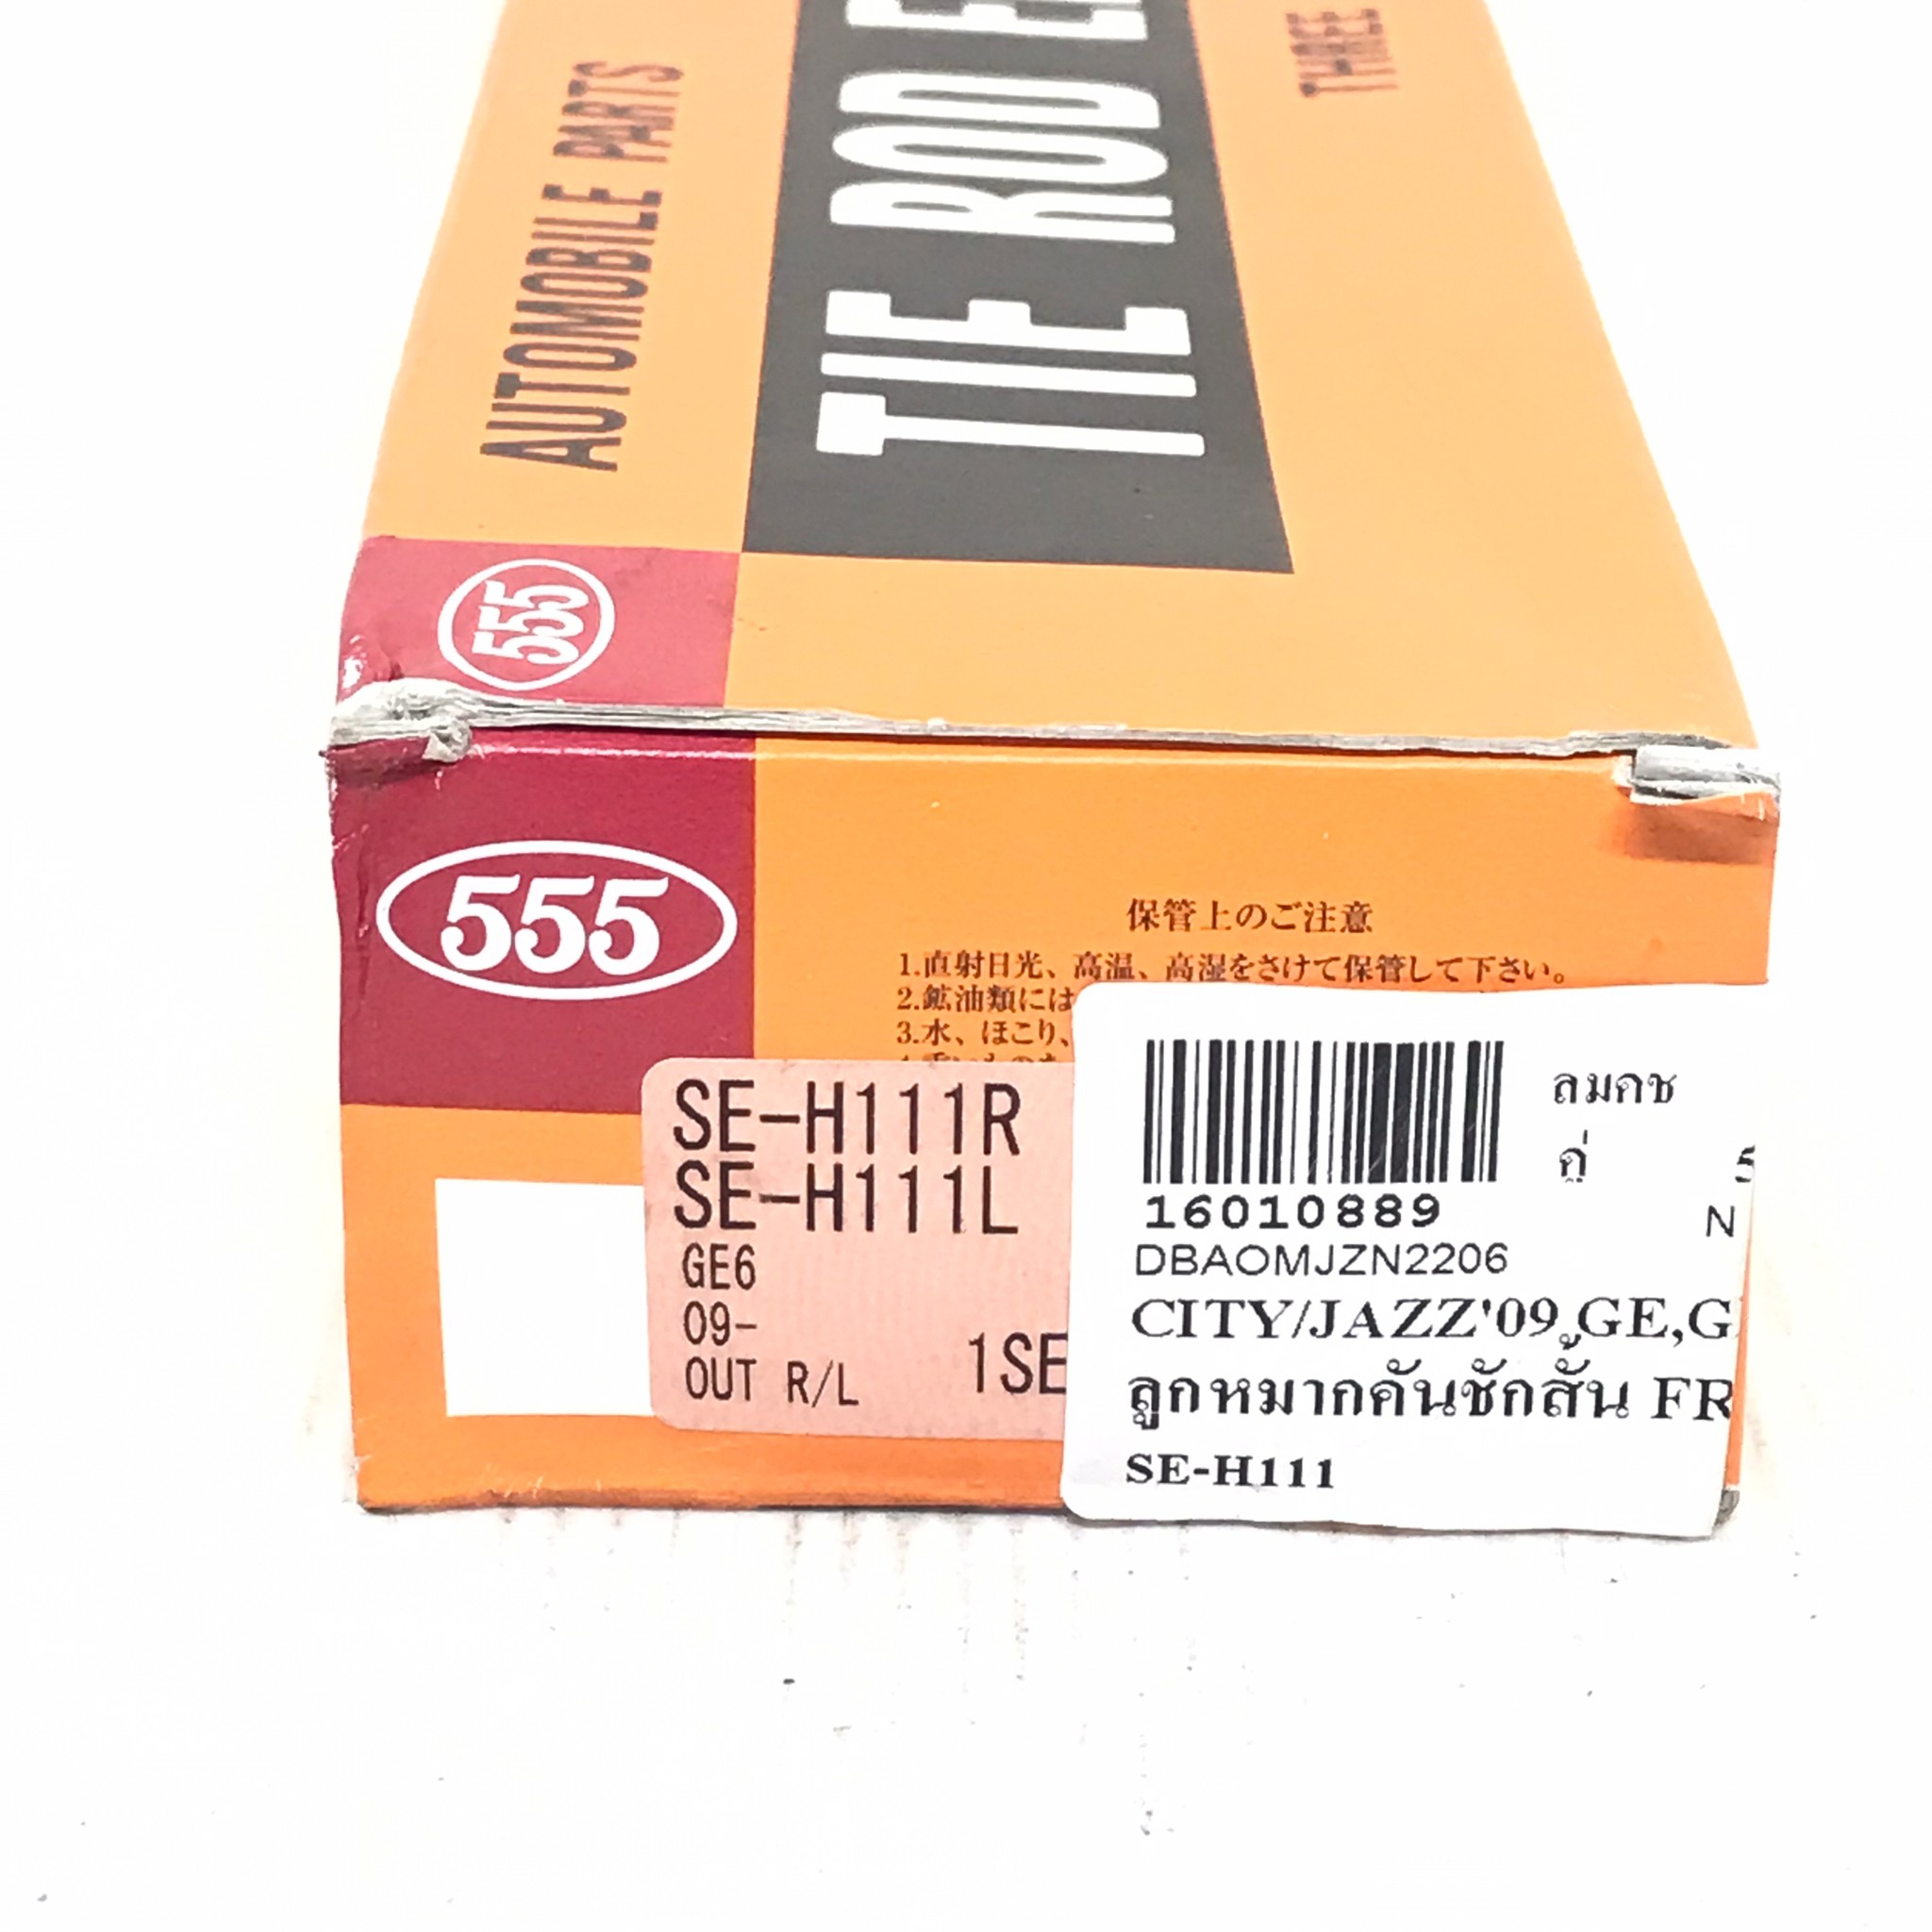 AUTOMOBILE PARTS
TIE ROD
THREE
555
555
保管上のご注意
1.直射日光、高温、高湿をさけて保管して下さい。
2.鉱油類には
3.水、ほこり、
SE-H111R
SE-H111L
GE6
09-
OUT R/L 1SE
ลมคช
คู่ 5
16010889 N
DBAOMJZN2206
CITY/JAZZ'09,GE,G
ลูกหมากคันชักสั้น FR
SE-H111